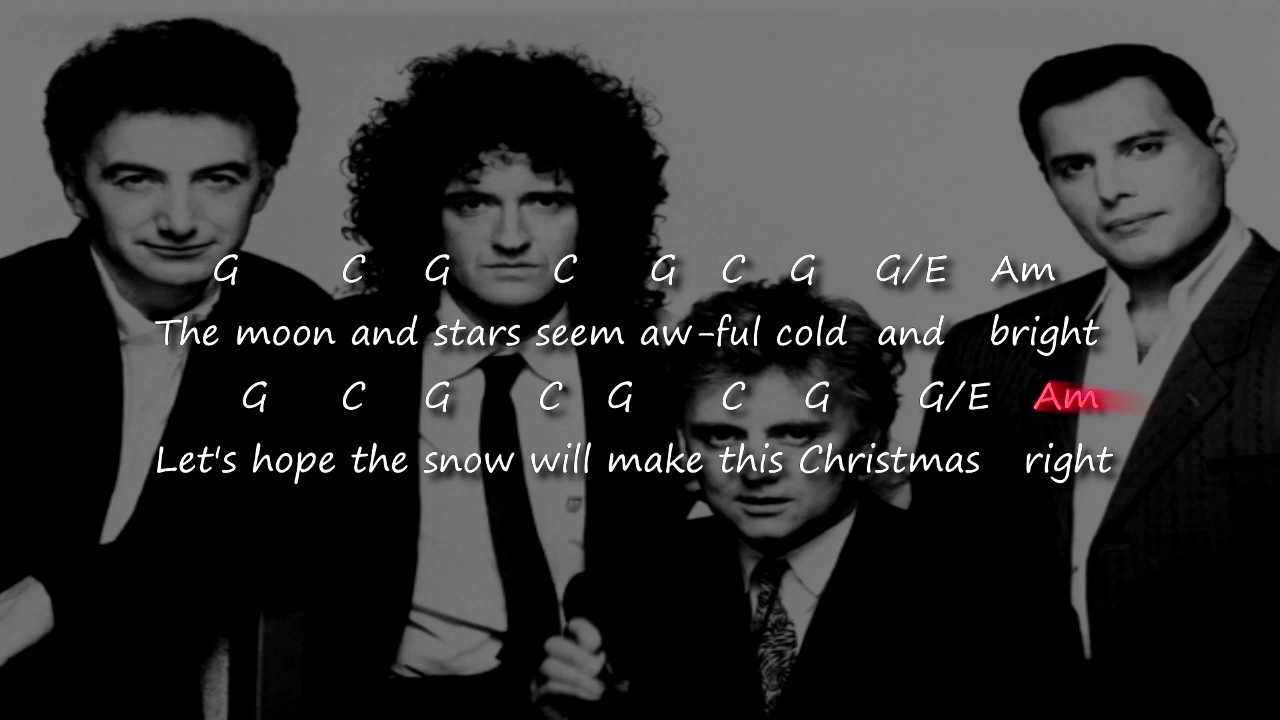 G C G C G C G G/E Am
The moon and stars seem aw-ful cold and bright
G C G C G C G G/E Am
Let's hope the snow will make this Christmas right